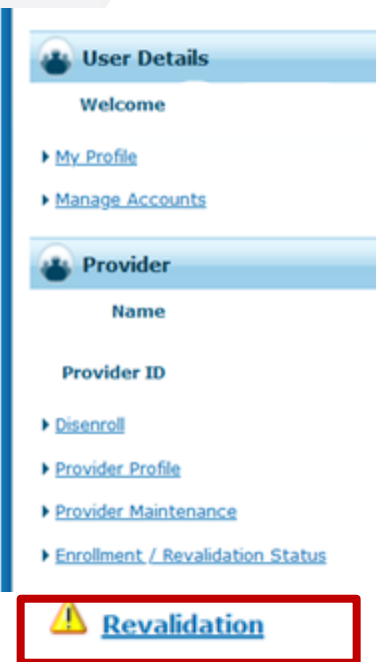 User Details
Welcome
My Profile
Manage Accounts
Provider
Name
Provider ID
Disenroll
Provider Profile
Provider Maintenance
Enrollment / Revalidation Status
Revalidation